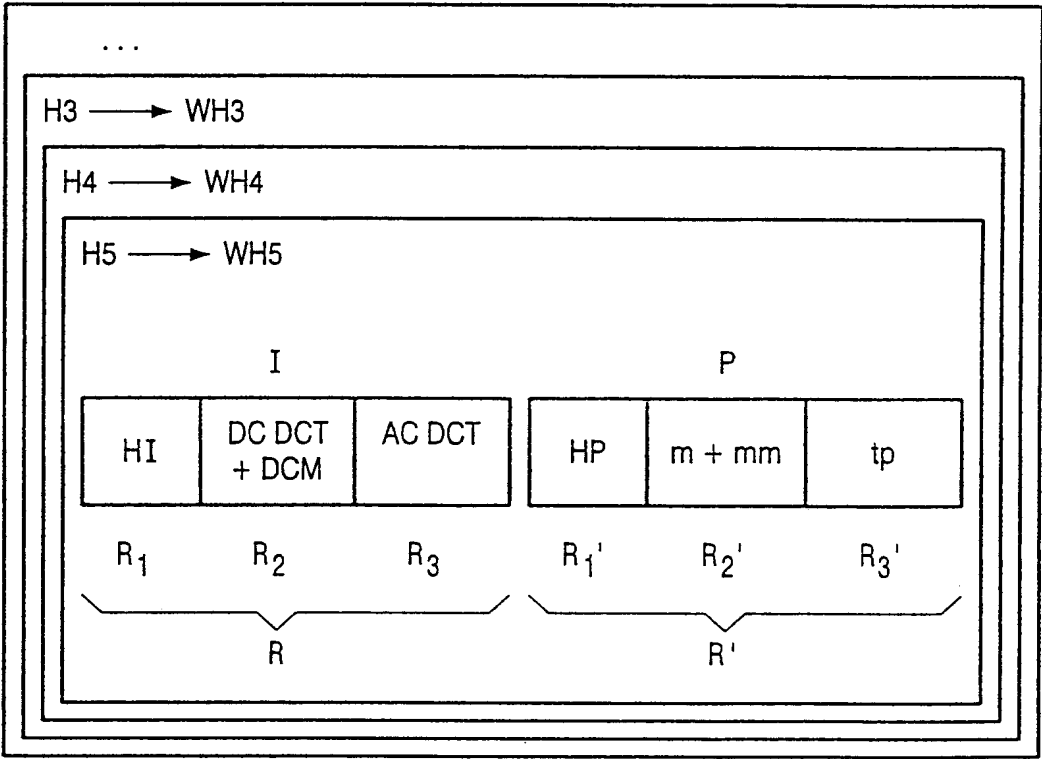 ...
H3 → WH3
H4 → WH4
H5 → WH5
I P
HI DC DCT + DCM AC DCT HP m + mm tp
R1 R2 R3 R1' R2' R3'
R R'